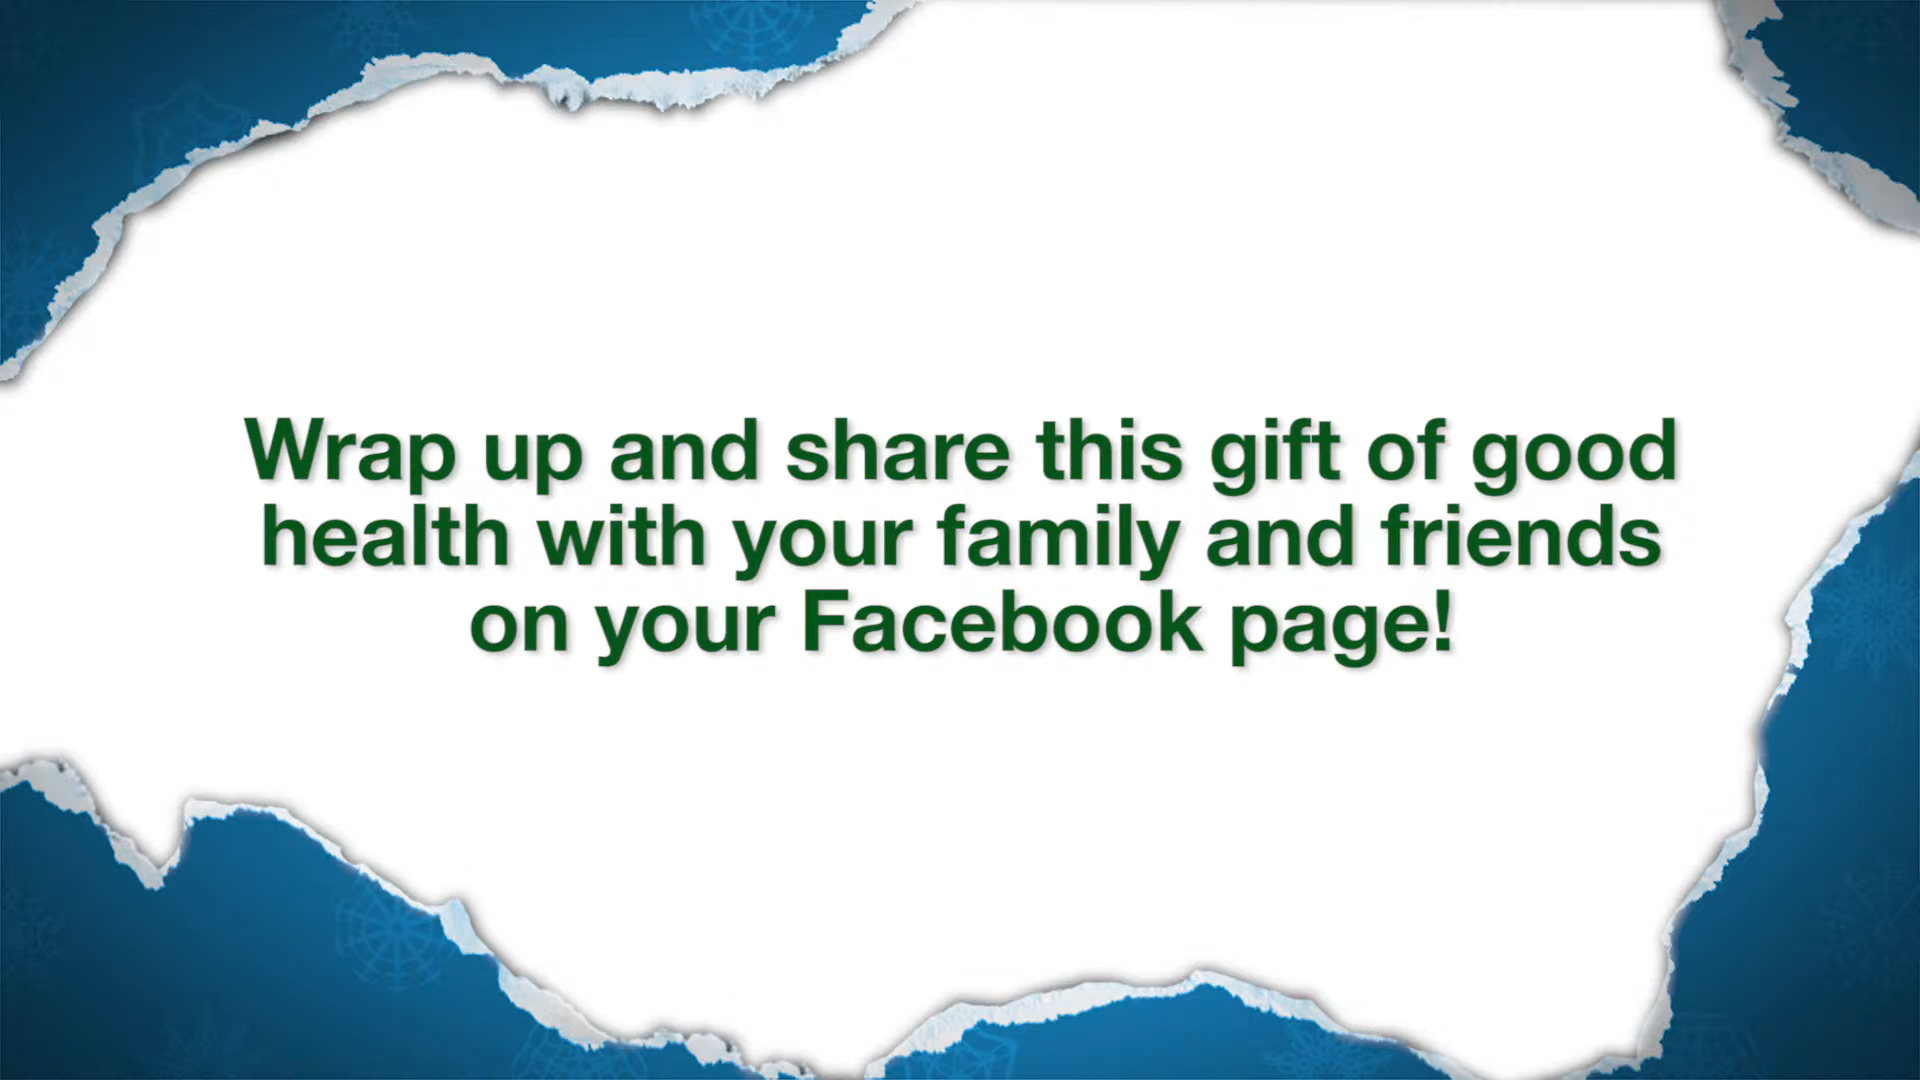 Wrap up and share this gift of good
health with your family and friends
on your Facebook page!